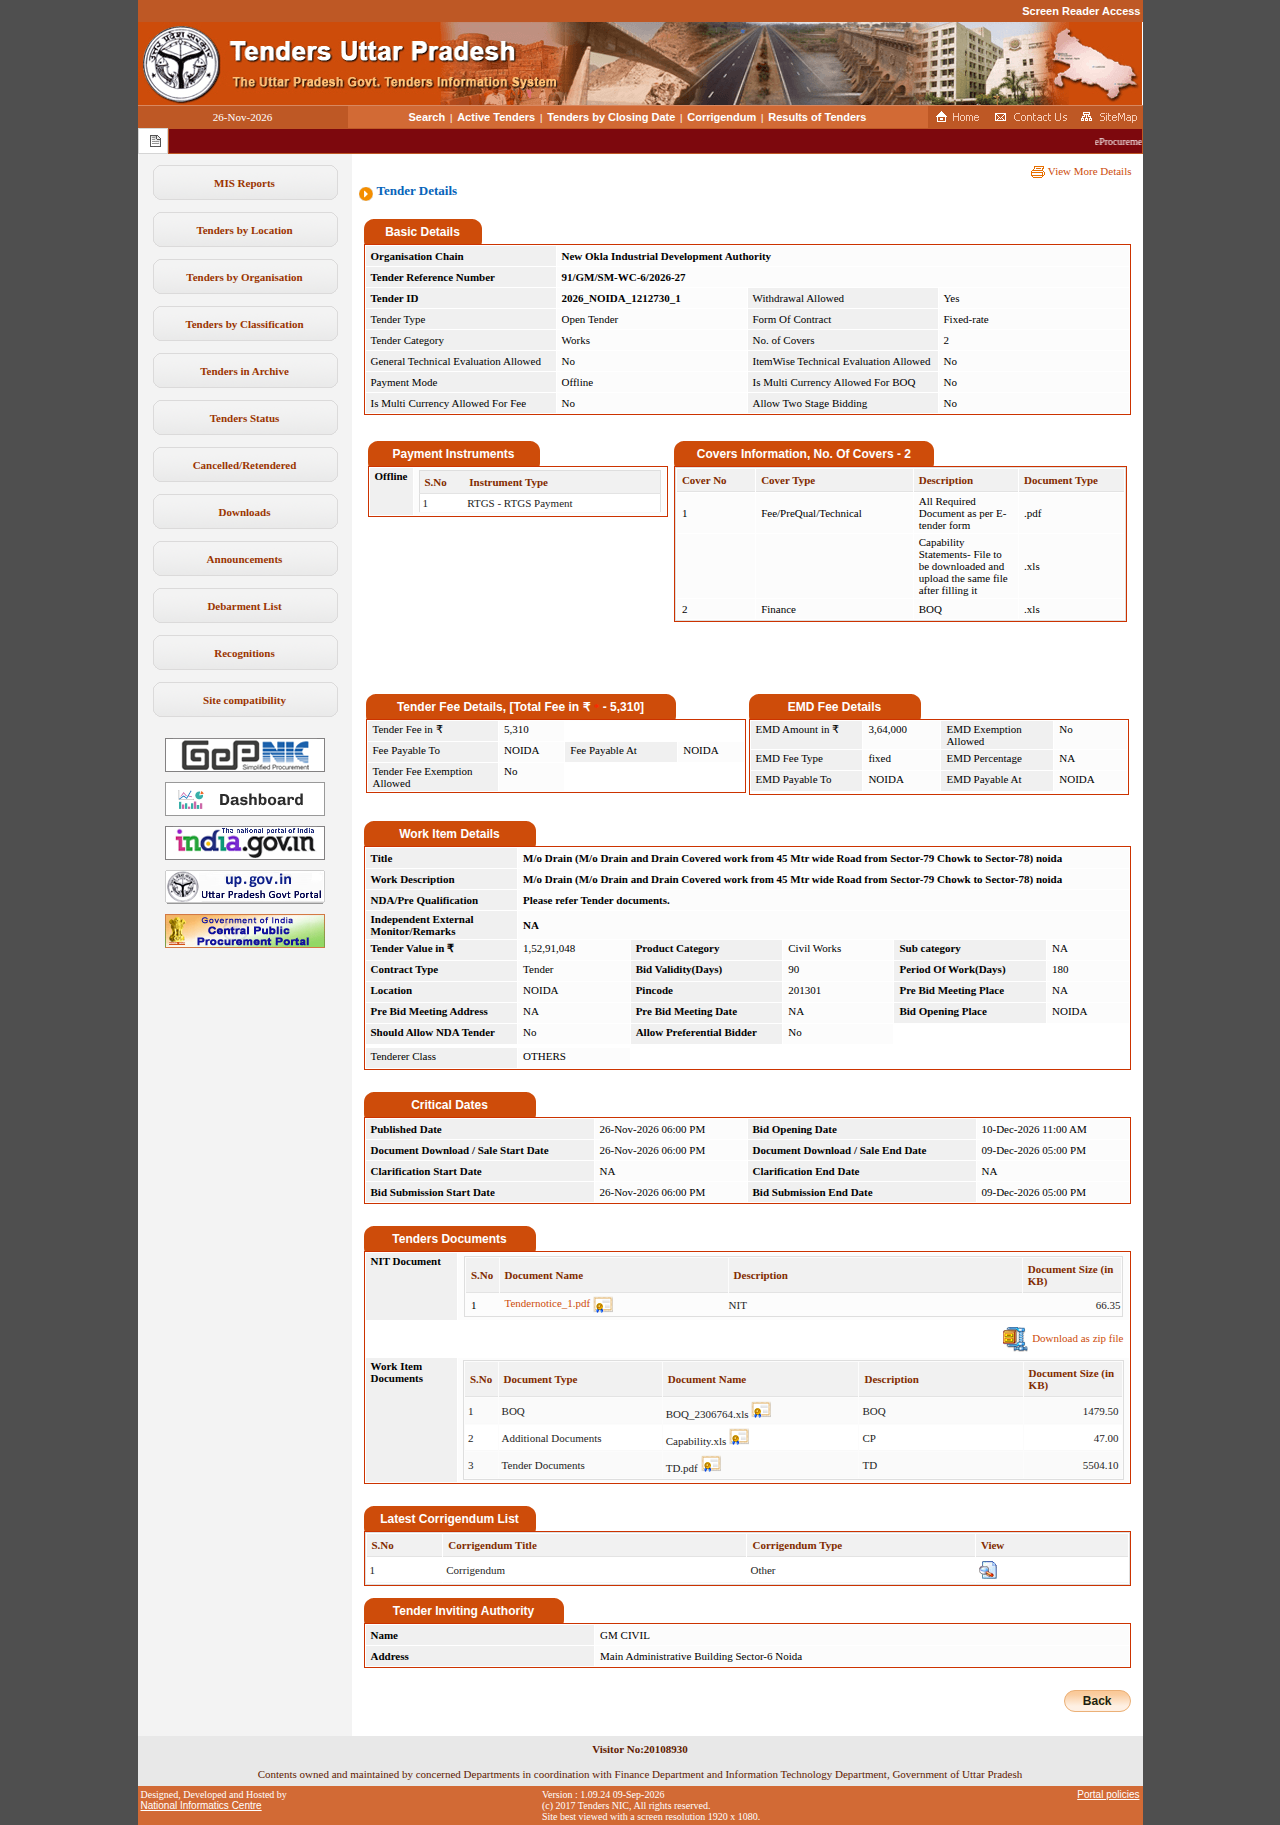 Screen Reader Access
Tenders Uttar Pradesh
The Uttar Pradesh Govt. Tenders Information System
26-Nov-2026
Search | Active Tenders | Tenders by Closing Date | Corrigendum | Results of Tenders
Home Contact Us SiteMap
eProcureme
MIS Reports
Tenders by Location
Tenders by Organisation
Tenders by Classification
Tenders in Archive
Tenders Status
Cancelled/Retendered
Downloads
Announcements
Debarment List
Recognitions
Site compatibility
GePNIC
Simplified Procurement
Dashboard
The national portal of India
india.gov.in
up.gov.in
Uttar Pradesh Govt Portal
Government of India
Central Public
Procurement Portal
View More Details
Tender Details
Basic Details
Organisation Chain New Okla Industrial Development Authority
Tender Reference Number 91/GM/SM-WC-6/2026-27
Tender ID 2026_NOIDA_1212730_1 Withdrawal Allowed Yes
Tender Type Open Tender Form Of Contract Fixed-rate
Tender Category Works No. of Covers 2
General Technical Evaluation Allowed No ItemWise Technical Evaluation Allowed No
Payment Mode Offline Is Multi Currency Allowed For BOQ No
Is Multi Currency Allowed For Fee No Allow Two Stage Bidding No
Payment Instruments
Offline S.No Instrument Type
1 RTGS - RTGS Payment
Covers Information, No. Of Covers - 2
Cover No Cover Type Description Document Type
1 Fee/PreQual/Technical All Required Document as per E-tender form .pdf
Capability Statements- File to be downloaded and upload the same file after filling it .xls
2 Finance BOQ .xls
Tender Fee Details, [Total Fee in ₹ * - 5,310]
Tender Fee in ₹ 5,310
Fee Payable To NOIDA Fee Payable At NOIDA
Tender Fee Exemption Allowed No
EMD Fee Details
EMD Amount in ₹ 3,64,000 EMD Exemption Allowed No
EMD Fee Type fixed EMD Percentage NA
EMD Payable To NOIDA EMD Payable At NOIDA
Work Item Details
Title M/o Drain (M/o Drain and Drain Covered work from 45 Mtr wide Road from Sector-79 Chowk to Sector-78) noida
Work Description M/o Drain (M/o Drain and Drain Covered work from 45 Mtr wide Road from Sector-79 Chowk to Sector-78) noida
NDA/Pre Qualification Please refer Tender documents.
Independent External Monitor/Remarks NA
Tender Value in ₹ 1,52,91,048 Product Category Civil Works Sub category NA
Contract Type Tender Bid Validity(Days) 90 Period Of Work(Days) 180
Location NOIDA Pincode 201301 Pre Bid Meeting Place NA
Pre Bid Meeting Address NA Pre Bid Meeting Date NA Bid Opening Place NOIDA
Should Allow NDA Tender No Allow Preferential Bidder No
Tenderer Class OTHERS
Critical Dates
Published Date 26-Nov-2026 06:00 PM Bid Opening Date 10-Dec-2026 11:00 AM
Document Download / Sale Start Date 26-Nov-2026 06:00 PM Document Download / Sale End Date 09-Dec-2026 05:00 PM
Clarification Start Date NA Clarification End Date NA
Bid Submission Start Date 26-Nov-2026 06:00 PM Bid Submission End Date 09-Dec-2026 05:00 PM
Tenders Documents
NIT Document S.No Document Name Description Document Size (in KB)
1 Tendernotice_1.pdf NIT 66.35
Download as zip file
Work Item Documents S.No Document Type Document Name Description Document Size (in KB)
1 BOQ BOQ_2306764.xls BOQ 1479.50
2 Additional Documents Capability.xls CP 47.00
3 Tender Documents TD.pdf TD 5504.10
Latest Corrigendum List
S.No Corrigendum Title Corrigendum Type View
1 Corrigendum Other
Tender Inviting Authority
Name GM CIVIL
Address Main Administrative Building Sector-6 Noida
Back
Visitor No:20108930
Contents owned and maintained by concerned Departments in coordination with Finance Department and Information Technology Department, Government of Uttar Pradesh
Designed, Developed and Hosted by
National Informatics Centre
Version : 1.09.24 09-Sep-2026
(c) 2017 Tenders NIC, All rights reserved.
Site best viewed with a screen resolution 1920 x 1080.
Portal policies